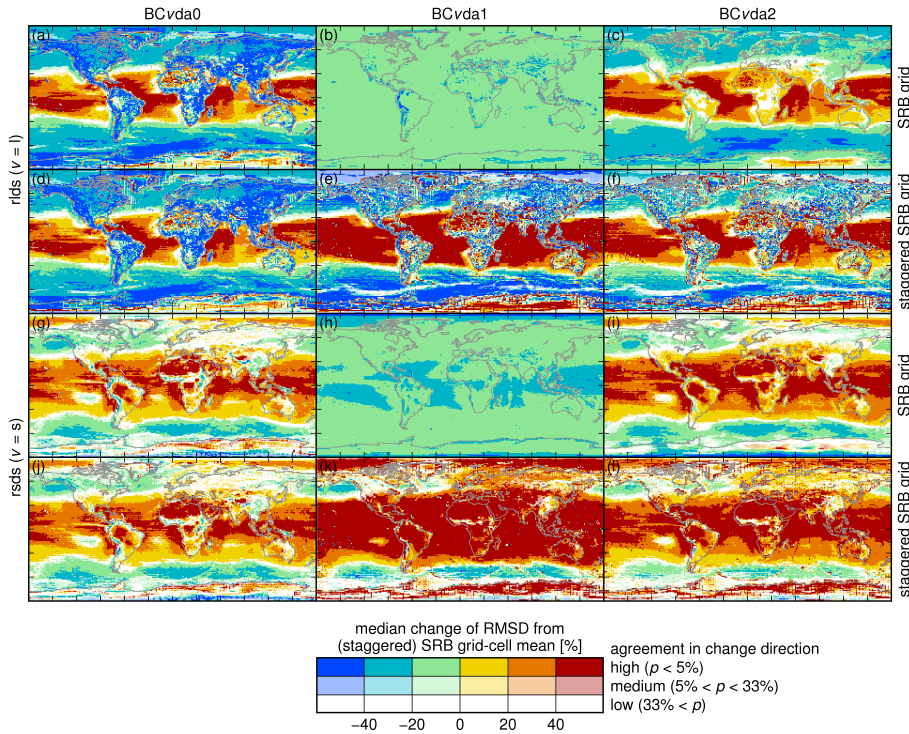 BCvda0 BCvda1 BCvda2
(a) (b) (c)
SRB grid
rlds (v = l)
(d) (e) (f)
staggered SRB grid
(g) (h) (i)
SRB grid
rsds (v = s)
(j) (k) (l)
staggered SRB grid
median change of RMSD from
(staggered) SRB grid-cell mean [%]
agreement in change direction
high (p < 5%)
medium (5% < p < 33%)
low (33% < p)
−40 −20 0 20 40